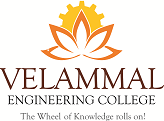 VELAMMAL
ENGINEERING COLLEGE
The Wheel of Knowledge rolls on!